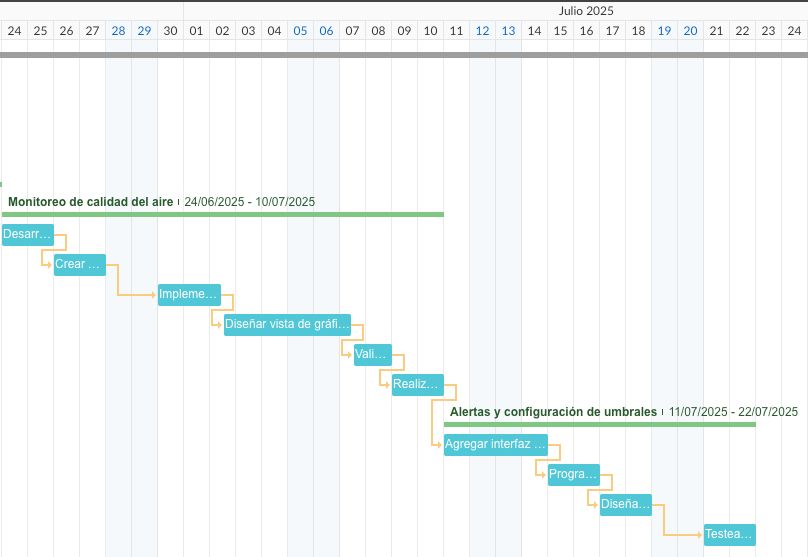 Julio 2025
24 25 26 27 28 29 30 01 02 03 04 05 06 07 08 09 10 11 12 13 14 15 16 17 18 19 20 21 22 23 24
Monitoreo de calidad del aire 24/06/2025 - 10/07/2025
Desarr...
Crear ...
Impleme...
Diseñar vista de gráfi...
Vali...
Realiz...
Alertas y configuración de umbrales 11/07/2025 - 22/07/2025
Agregar interfaz ...
Progra...
Diseña...
Testea...